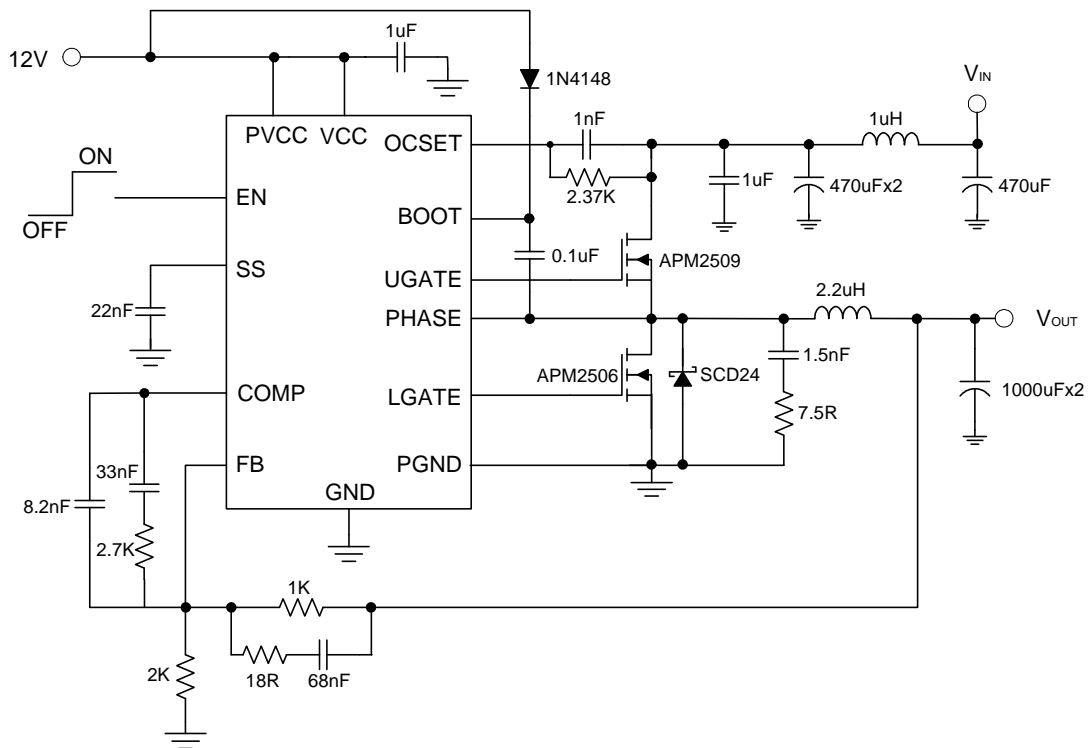 1uF
12V
1N4148
VIN
PVCC VCC
OCSET
1nF
1uH
ON
OFF
EN
2.37K
1uF
470uFx2
470uF
BOOT
SS
0.1uF
UGATE
APM2509
22nF
PHASE
2.2uH
VOUT
1.5nF
COMP
APM2506
SCD24
LGATE
7.5R
1000uFx2
33nF
FB
PGND
8.2nF
GND
2.7K
1K
2K
18R
68nF